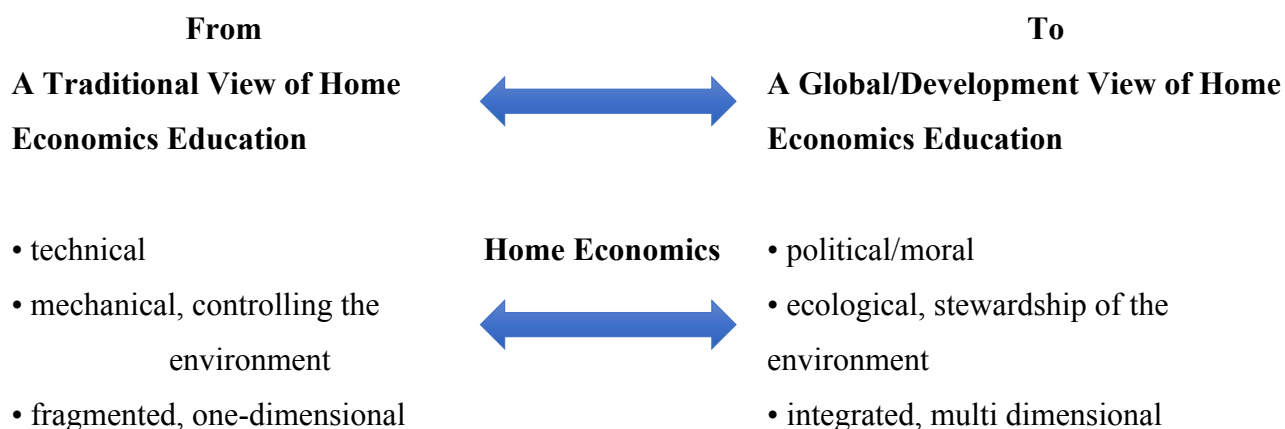 From
A Traditional View of Home
Economics Education
To
A Global/Development View of Home
Economics Education
• technical
• mechanical, controlling the
environment
• fragmented, one-dimensional
Home Economics
• political/moral
• ecological, stewardship of the
environment
• integrated, multi dimensional